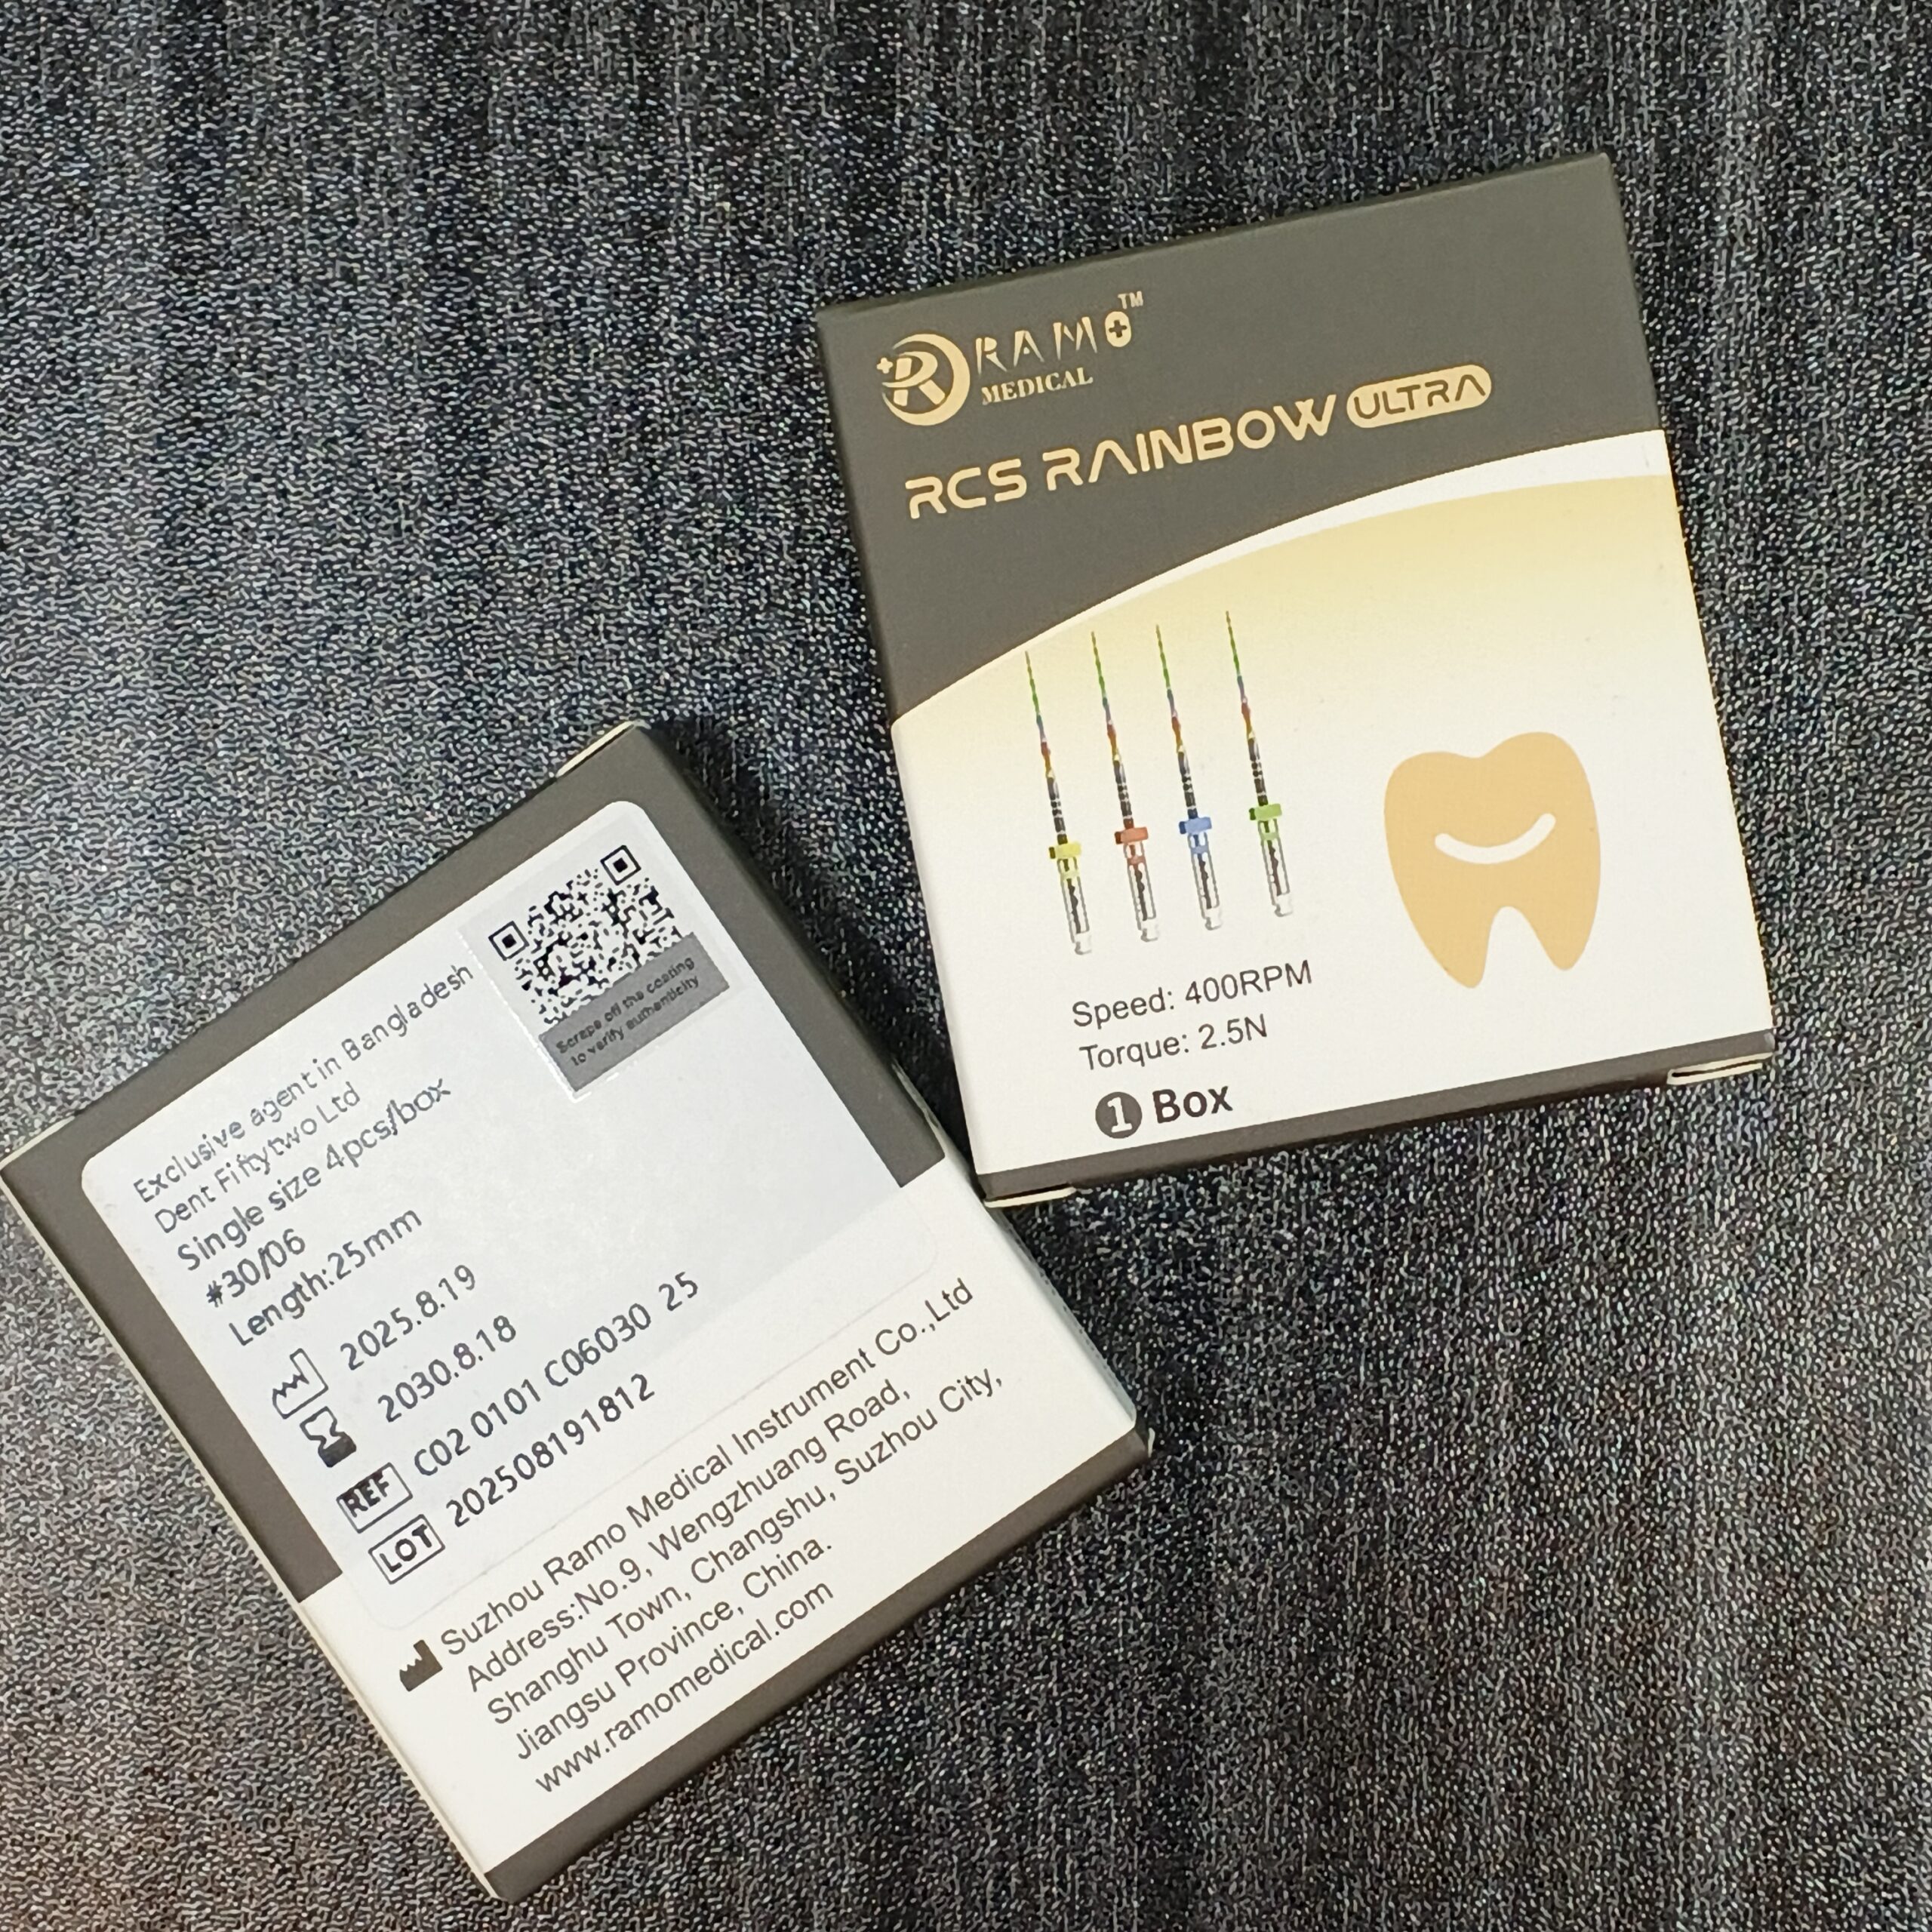 RAMO™
MEDICAL
RCS RAINBOW ULTRA
Speed: 400RPM
Torque: 2.5N
1 Box
Scrape off the coating
to verify authenticity
Exclusive agent in Bangladesh
Dent Fiftytwo Ltd
Single size 4pcs/box
#30/06
Length:25mm
2025.8.19
2030.8.18
REF C02 0101 C06030 25
LOT 202508191812
Suzhou Ramo Medical Instrument Co.,Ltd
Address:No.9, Wengzhuang Road,
Shanghu Town, Changshu, Suzhou City,
Jiangsu Province, China.
www.ramomedical.com